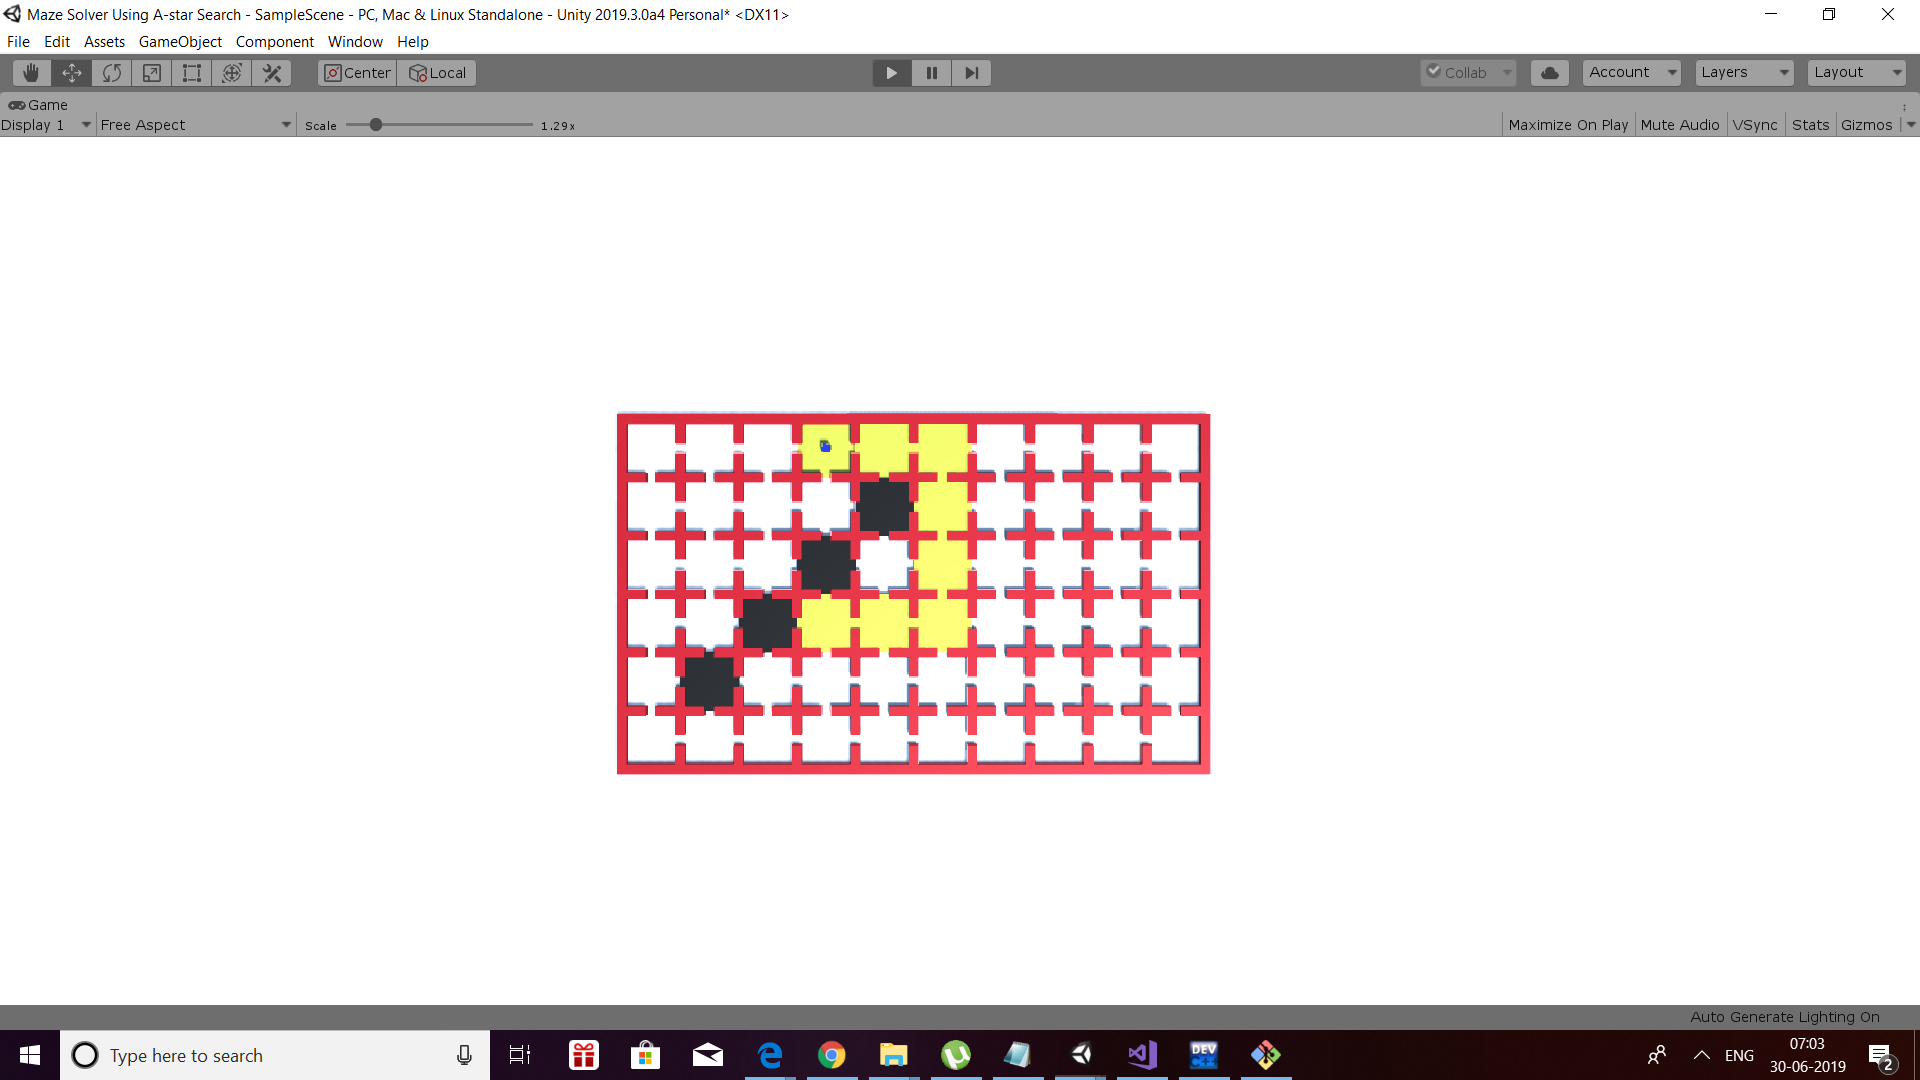 Maze Solver Using A-star Search - SampleScene - PC, Mac & Linux Standalone - Unity 2019.3.0a4 Personal* <DX11>
File Edit Assets GameObject Component Window Help
Center Local Collab Account Layers Layout
Game
Display 1 Free Aspect Scale 1.29x Maximize On Play Mute Audio VSync Stats Gizmos
Auto Generate Lighting On
Type here to search DEV C++ ENG 07:03
30-06-2019 2